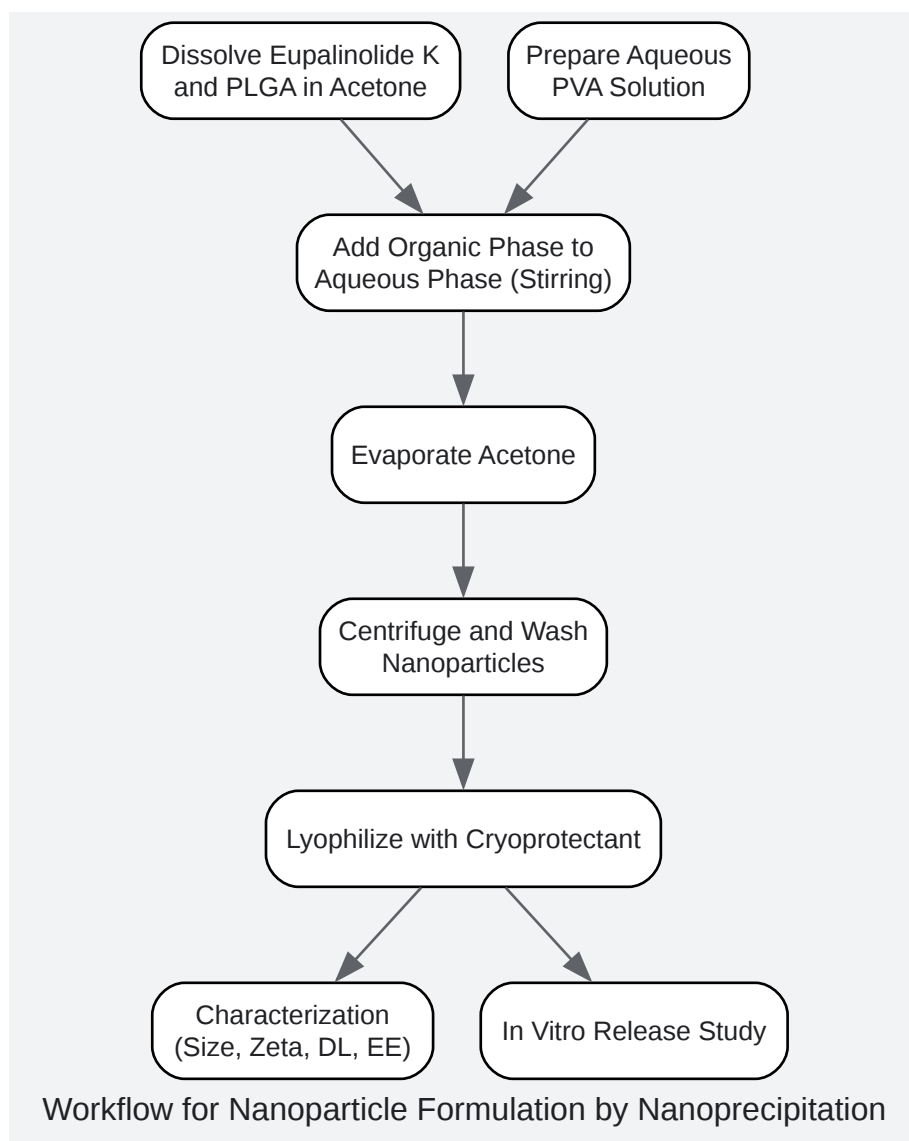 Dissolve Eupalinolide K
and PLGA in Acetone
Prepare Aqueous
PVA Solution
Add Organic Phase to
Aqueous Phase (Stirring)
Evaporate Acetone
Centrifuge and Wash
Nanoparticles
Lyophilize with Cryoprotectant
Characterization
(Size, Zeta, DL, EE)
In Vitro Release Study
Workflow for Nanoparticle Formulation by Nanoprecipitation